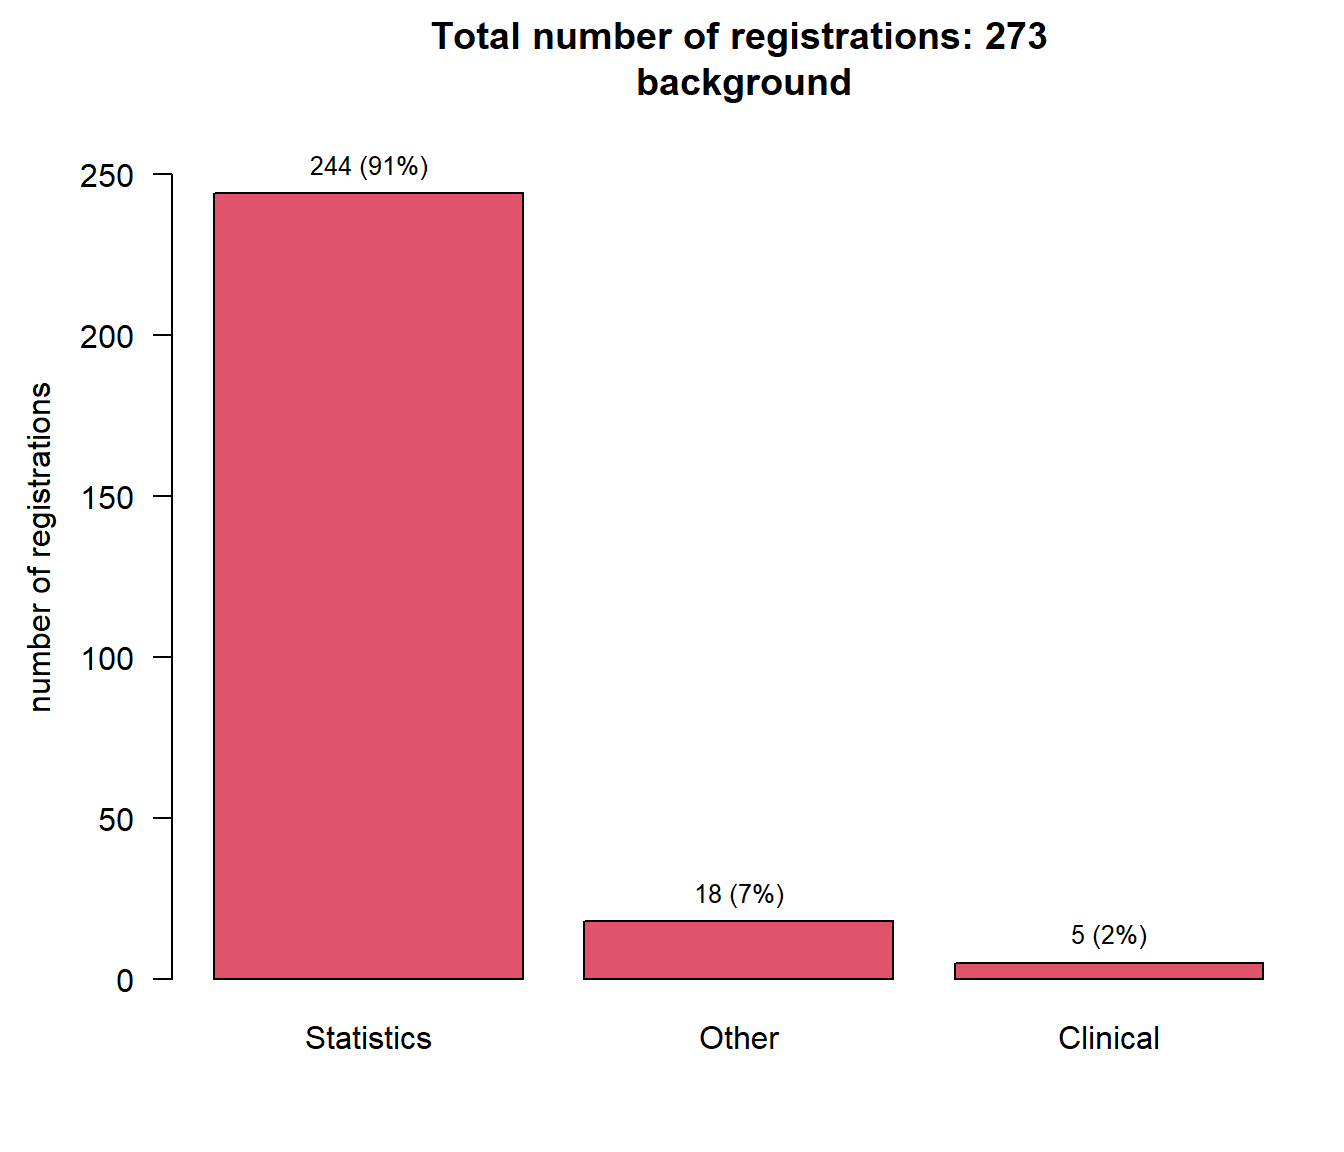 Total number of registrations: 273
background
number of registrations
250
200
150
100
50
0
244 (91%)
18 (7%)
5 (2%)
Statistics
Other
Clinical